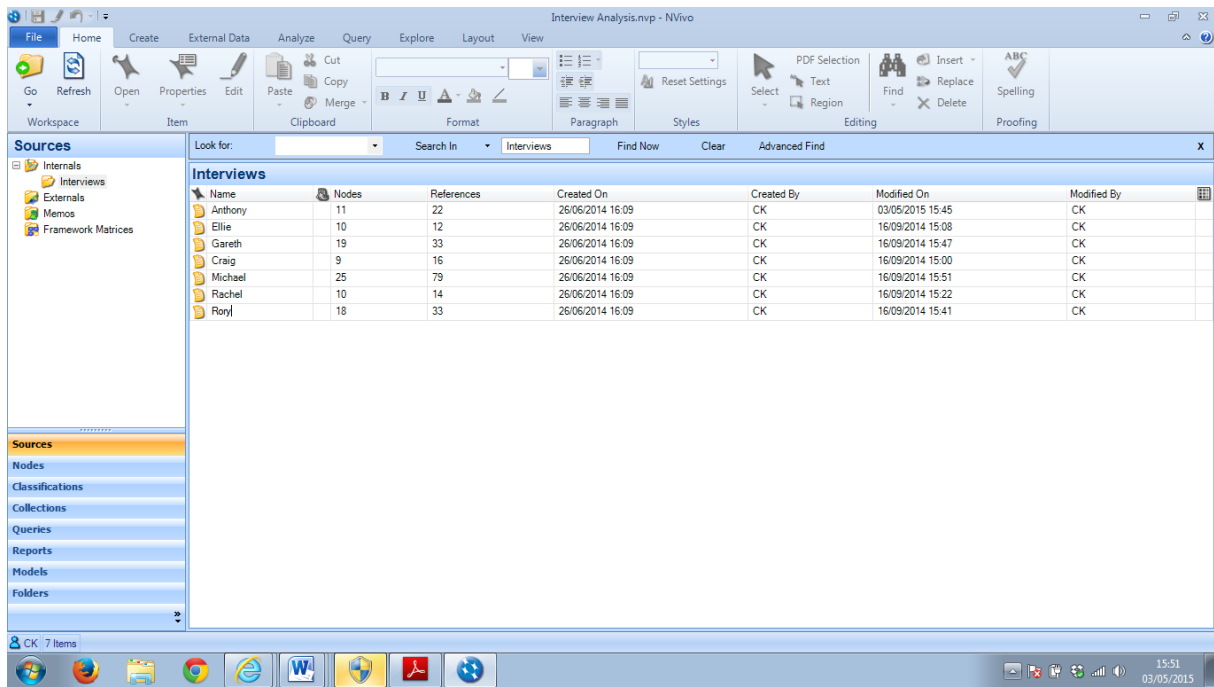 Interview Analysis.nvp - NVivo
File Home Create External Data Analyze Query Explore Layout View
Go Refresh Open Properties Edit Paste Cut Copy Merge
B I U A
Reset Settings
Select PDF Selection Text Region Find Insert Replace Delete
ABC Spelling
Workspace Item Clipboard Format Paragraph Styles Editing Proofing
Sources
Look for: Search In Interviews Find Now Clear Advanced Find x
Internals
Interviews
Externals
Memos
Framework Matrices
Interviews
Name Nodes References Created On Created By Modified On Modified By
Anthony 11 22 26/06/2014 16:09 CK 03/05/2015 15:45 CK
Ellie 10 12 26/06/2014 16:09 CK 16/09/2014 15:08 CK
Gareth 19 33 26/06/2014 16:09 CK 16/09/2014 15:47 CK
Craig 9 16 26/06/2014 16:09 CK 16/09/2014 15:00 CK
Michael 25 79 26/06/2014 16:09 CK 16/09/2014 15:51 CK
Rachel 10 14 26/06/2014 16:09 CK 16/09/2014 15:22 CK
Rory 18 33 26/06/2014 16:09 CK 16/09/2014 15:41 CK
Sources
Nodes
Classifications
Collections
Queries
Reports
Models
Folders
»
CK 7 Items
W
15:51
03/05/2015